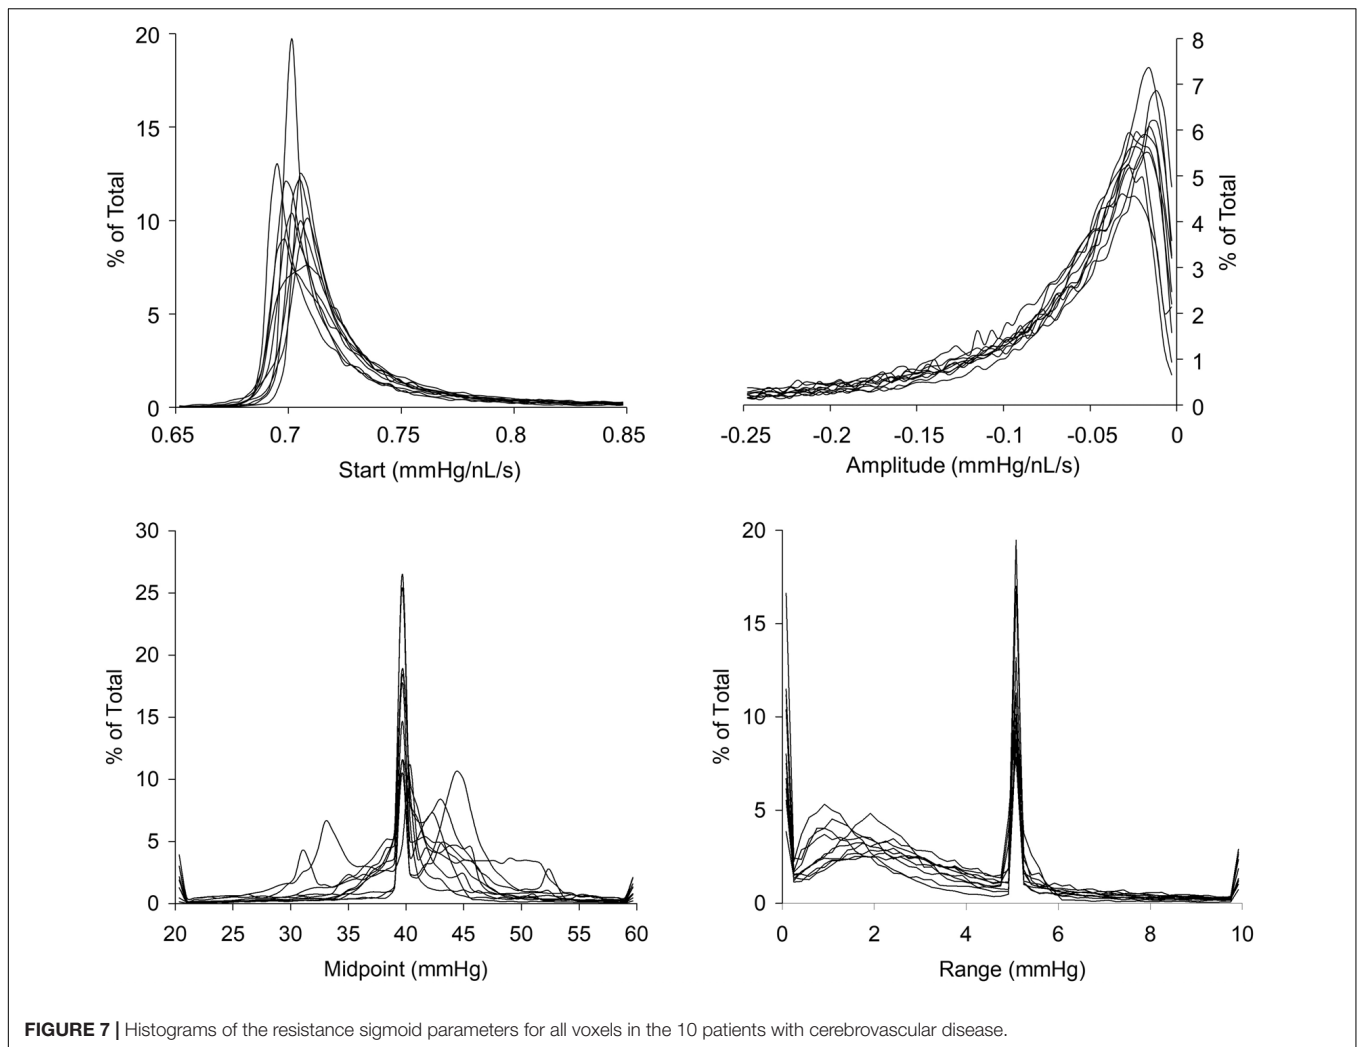 20
15
10
5
0
% of Total
0.65 0.7 0.75 0.8 0.85
Start (mmHg/nL/s)
8
7
6
5
4
3
2
1
0
% of Total
-0.25 -0.2 -0.15 -0.1 -0.05 0
Amplitude (mmHg/nL/s)
30
25
20
15
10
5
0
% of Total
20 25 30 35 40 45 50 55 60
Midpoint (mmHg)
20
15
10
5
0
% of Total
0 2 4 6 8 10
Range (mmHg)
FIGURE 7 | Histograms of the resistance sigmoid parameters for all voxels in the 10 patients with cerebrovascular disease.